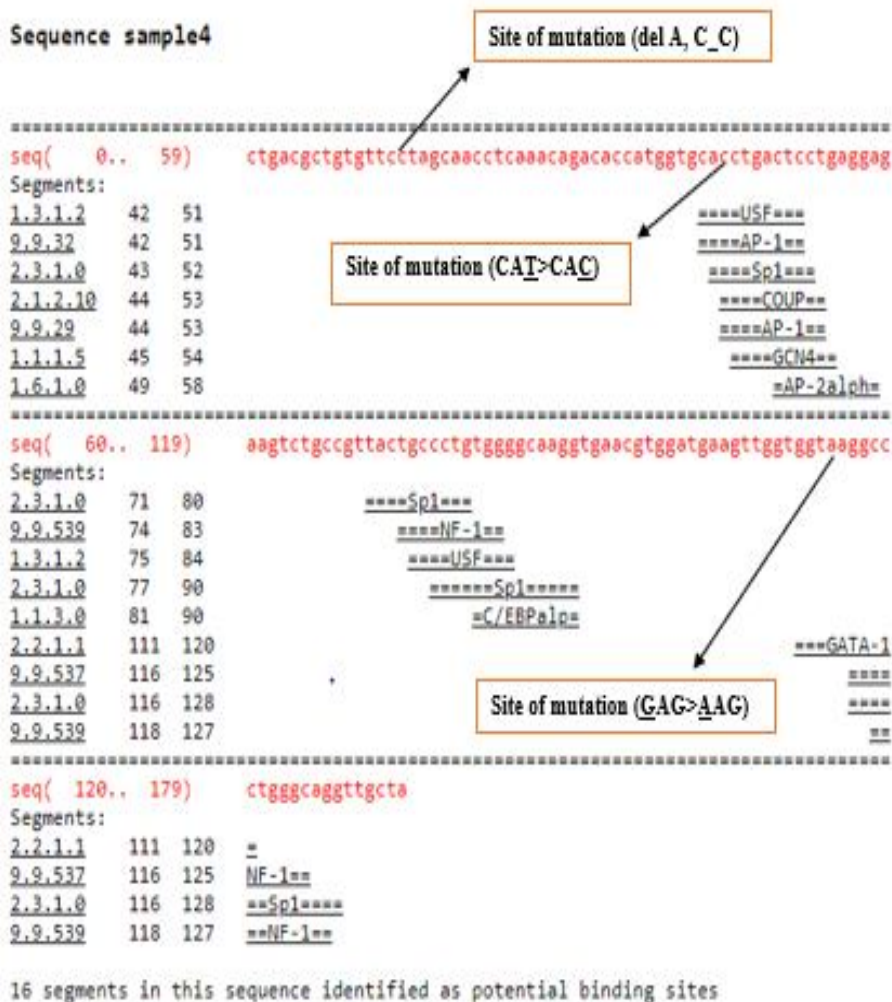 Sequence sample4
Site of mutation (del A, C_C)
==================================================================================
seq(    0..   59)     ctgacgctgtgttcctagcaacctcaaacagacaccatggtgcacctgactcctgaggag
Segments:
1.3.1.2    42   51    ====USF===
9.9.32     42   51    ====AP-1==
Site of mutation (CAT>CAC)
2.3.1.0    43   52    ====Sp1===
2.1.2.10   44   53    ====COUP==
9.9.29     44   53    ====AP-1==
1.1.1.5    45   54    ====GCN4==
1.6.1.0    49   58    =AP-2alph=
==================================================================================
seq(   60..  119)     aagtctgccgttactgccctgtggggcaaggtgaacgtggatgaagttggtggtaaggcc
Segments:
2.3.1.0    71   80    ====Sp1===
9.9.539    74   83    ====NF-1==
1.3.1.2    75   84    ====USF===
2.3.1.0    77   90    ======Sp1=====
1.1.3.0    81   90    =C/EBPalp=
2.2.1.1    111  120   ===GATA-1
9.9.537    116  125   ====
2.3.1.0    116  128   ====
Site of mutation (GAG>AAG)
9.9.539    118  127   ==
==================================================================================
seq(  120..  179)     ctgggcaggttgcta
Segments:
2.2.1.1    111  120   =
9.9.537    116  125   NF-1==
2.3.1.0    116  128   ==Sp1====
9.9.539    118  127   ==NF-1==
16 segments in this sequence identified as potential binding sites